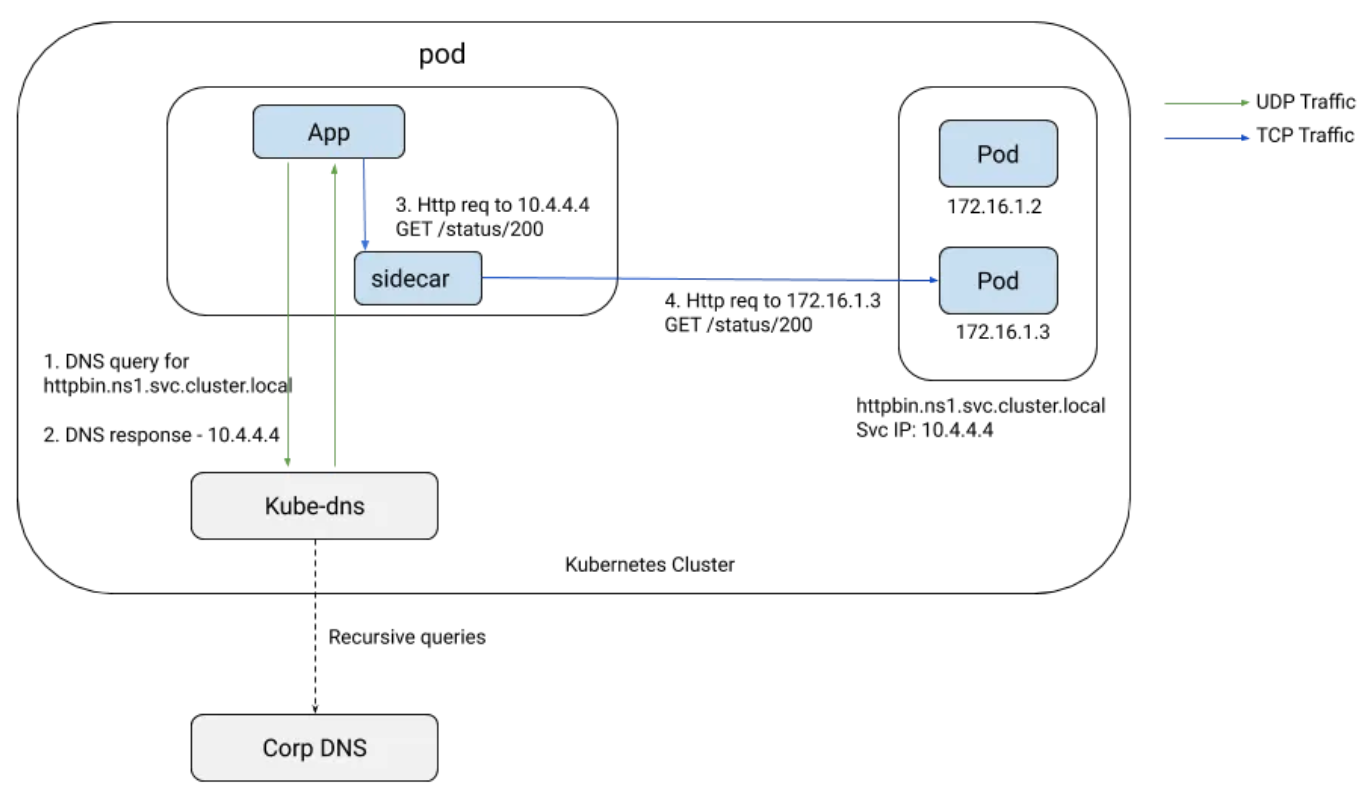 pod
App
UDP Traffic
TCP Traffic
Pod
172.16.1.2
3. Http req to 10.4.4.4
GET /status/200
sidecar
Pod
172.16.1.3
4. Http req to 172.16.1.3
GET /status/200
1. DNS query for
httpbin.ns1.svc.cluster.local
2. DNS response - 10.4.4.4
httpbin.ns1.svc.cluster.local
Svc IP: 10.4.4.4
Kube-dns
Kubernetes Cluster
Recursive queries
Corp DNS